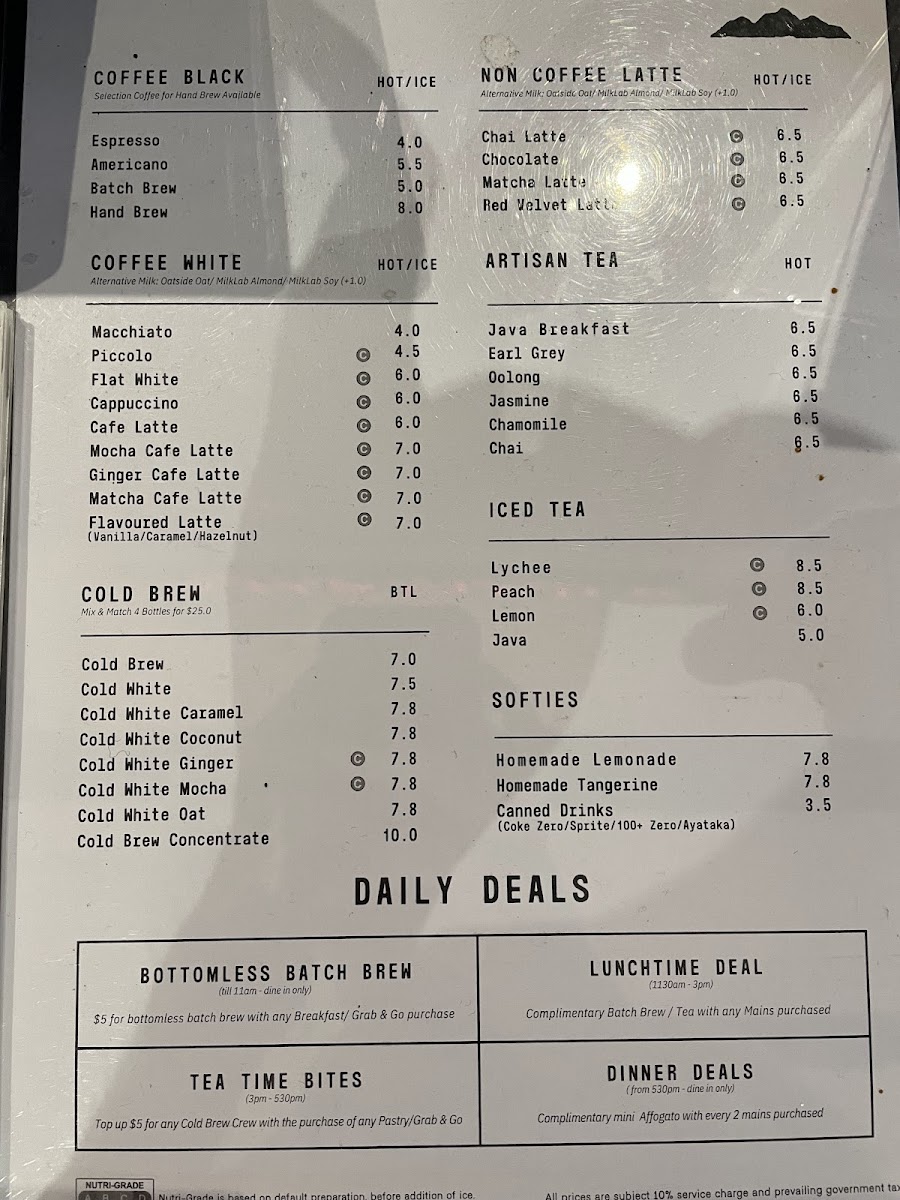 COFFEE BLACK HOT/ICE
Selection Coffee for Hand Brew Available
Espresso 4.0
Americano 5.5
Batch Brew 5.0
Hand Brew 8.0
COFFEE WHITE HOT/ICE
Alternative Milk: Oatside Oat/ MilkLab Almond/ MilkLab Soy (+1.0)
Macchiato 4.0
Piccolo C 4.5
Flat White C 6.0
Cappuccino C 6.0
Cafe Latte C 6.0
Mocha Cafe Latte C 7.0
Ginger Cafe Latte C 7.0
Matcha Cafe Latte C 7.0
Flavoured Latte C 7.0
(Vanilla/Caramel/Hazelnut)
COLD BREW BTL
Mix & Match 4 Bottles for $25.0
Cold Brew 7.0
Cold White 7.5
Cold White Caramel 7.8
Cold White Coconut 7.8
Cold White Ginger C 7.8
Cold White Mocha C 7.8
Cold White Oat 7.8
Cold Brew Concentrate 10.0
NON COFFEE LATTE HOT/ICE
Alternative Milk: Oatside Oat/ MilkLab Almond/ MilkLab Soy (+1.0)
Chai Latte C 6.5
Chocolate C 6.5
Matcha Latte C 6.5
Red Velvet Latte C 6.5
ARTISAN TEA HOT
Java Breakfast 6.5
Earl Grey 6.5
Oolong 6.5
Jasmine 6.5
Chamomile 6.5
Chai 6.5
ICED TEA
Lychee C 8.5
Peach C 8.5
Lemon C 6.0
Java 5.0
SOFTIES
Homemade Lemonade 7.8
Homemade Tangerine 7.8
Canned Drinks 3.5
(Coke Zero/Sprite/100+ Zero/Ayataka)
DAILY DEALS
BOTTOMLESS BATCH BREW
(till 11am - dine in only)
$5 for bottomless batch brew with any Breakfast/ Grab & Go purchase
LUNCHTIME DEAL
(1130am - 3pm)
Complimentary Batch Brew / Tea with any Mains purchased
TEA TIME BITES
(3pm - 530pm)
Top up $5 for any Cold Brew Crew with the purchase of any Pastry/Grab & Go
DINNER DEALS
(from 530pm - dine in only)
Complimentary mini Affogato with every 2 mains purchased
NUTRI-GRADE
A B C D
Nutri-Grade is based on default preparation, before addition of ice.
All prices are subject 10% service charge and prevailing government